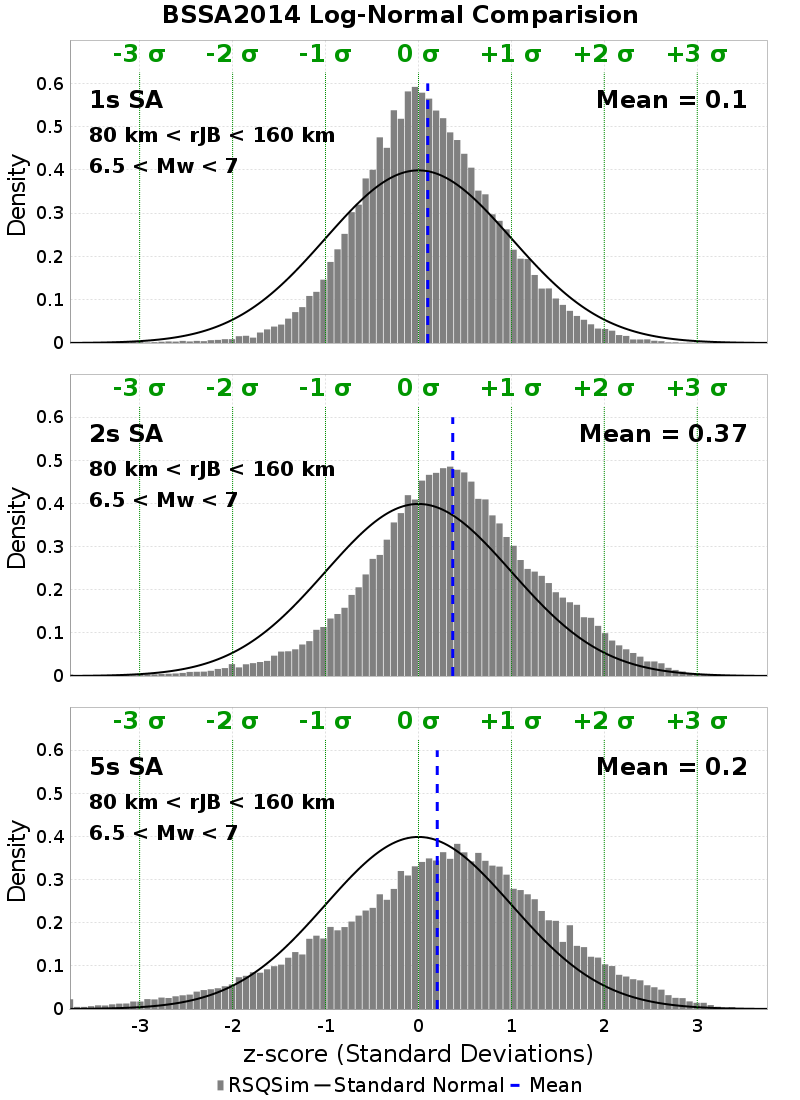 BSSA2014 Log-Normal Comparision
-3 σ -2 σ -1 σ 0 σ +1 σ +2 σ +3 σ
1s SA
Mean = 0.1
80 km < rJB < 160 km
6.5 < Mw < 7
Density
0.6
0.5
0.4
0.3
0.2
0.1
0
-3 σ -2 σ -1 σ 0 σ +1 σ +2 σ +3 σ
2s SA
Mean = 0.37
80 km < rJB < 160 km
6.5 < Mw < 7
Density
0.6
0.5
0.4
0.3
0.2
0.1
0
-3 σ -2 σ -1 σ 0 σ +1 σ +2 σ +3 σ
5s SA
Mean = 0.2
80 km < rJB < 160 km
6.5 < Mw < 7
Density
0.6
0.5
0.4
0.3
0.2
0.1
0
-3 -2 -1 0 1 2 3
z-score (Standard Deviations)
RSQSim Standard Normal Mean